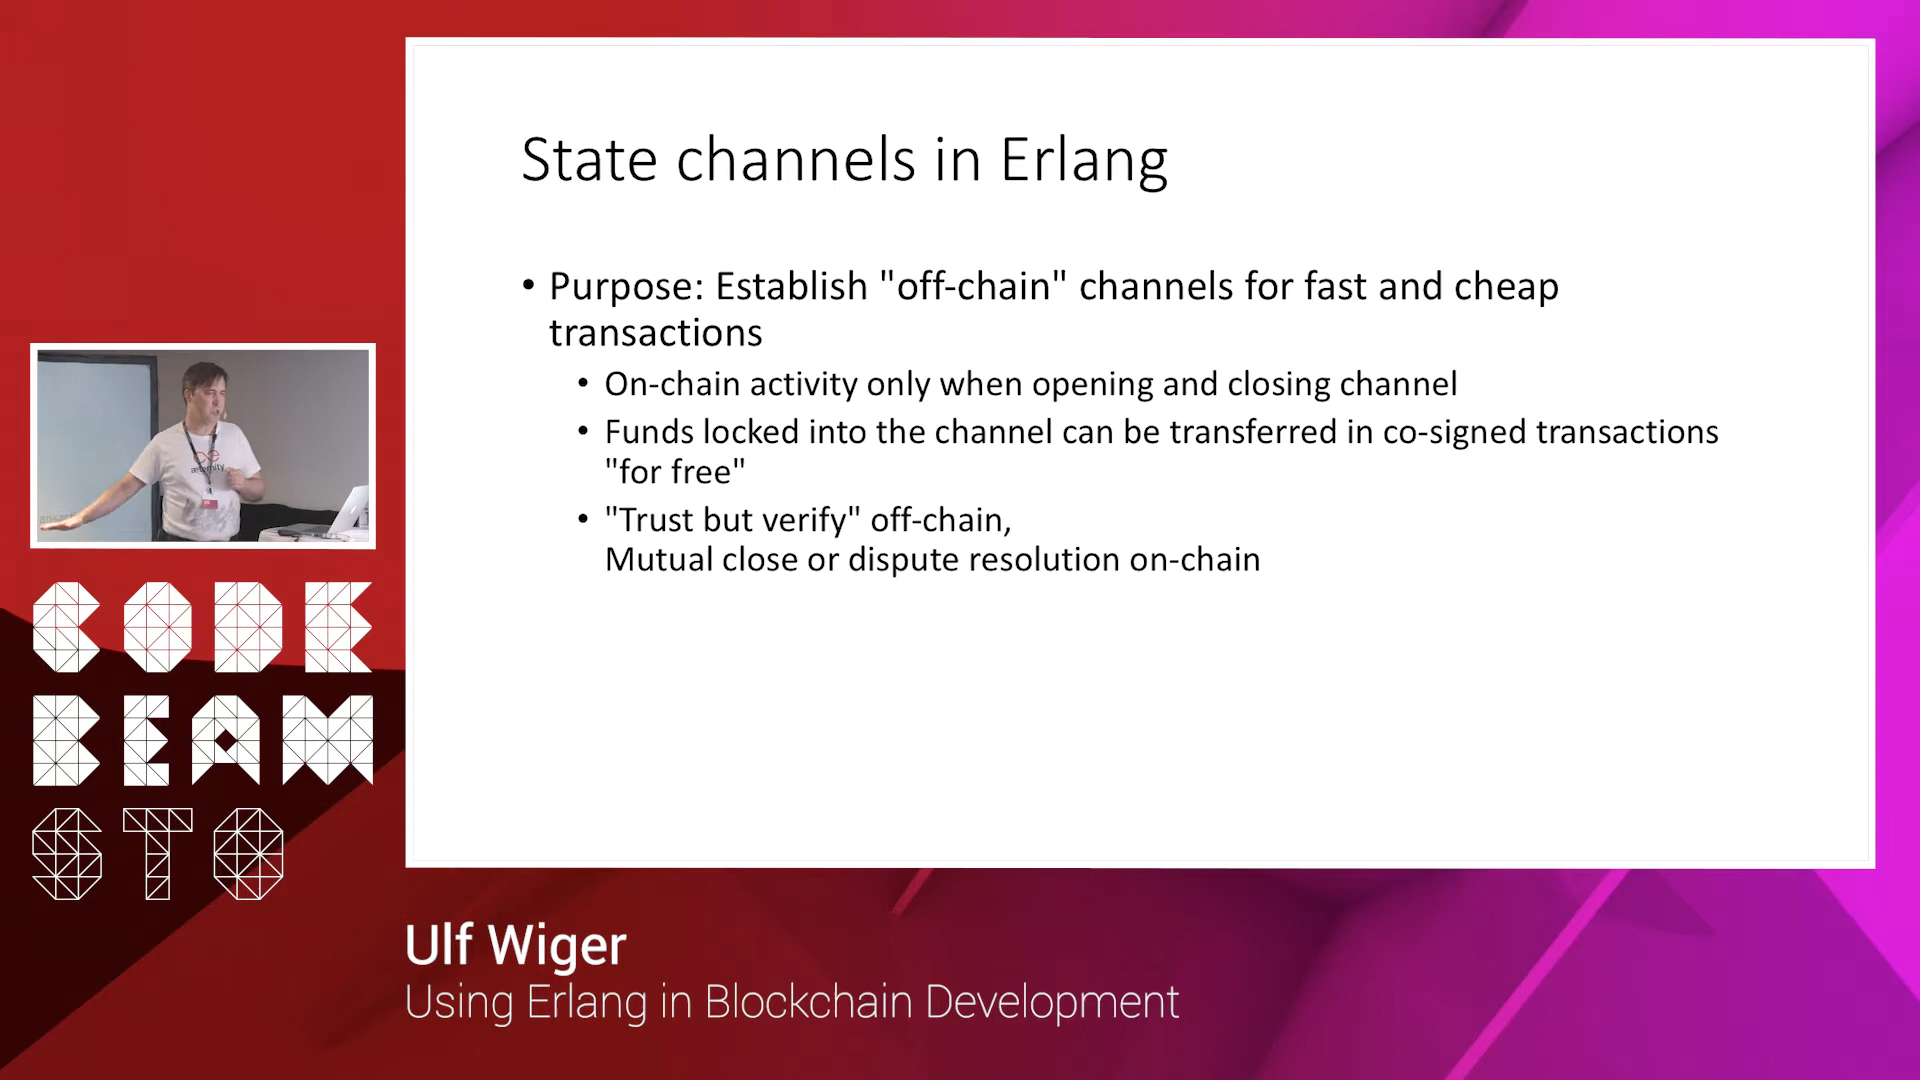 State channels in Erlang
• Purpose: Establish "off-chain" channels for fast and cheap
transactions
• On-chain activity only when opening and closing channel
• Funds locked into the channel can be transferred in co-signed transactions
"for free"
• "Trust but verify" off-chain,
Mutual close or dispute resolution on-chain
æternity
CODE
BEAM
STO
Ulf Wiger
Using Erlang in Blockchain Development